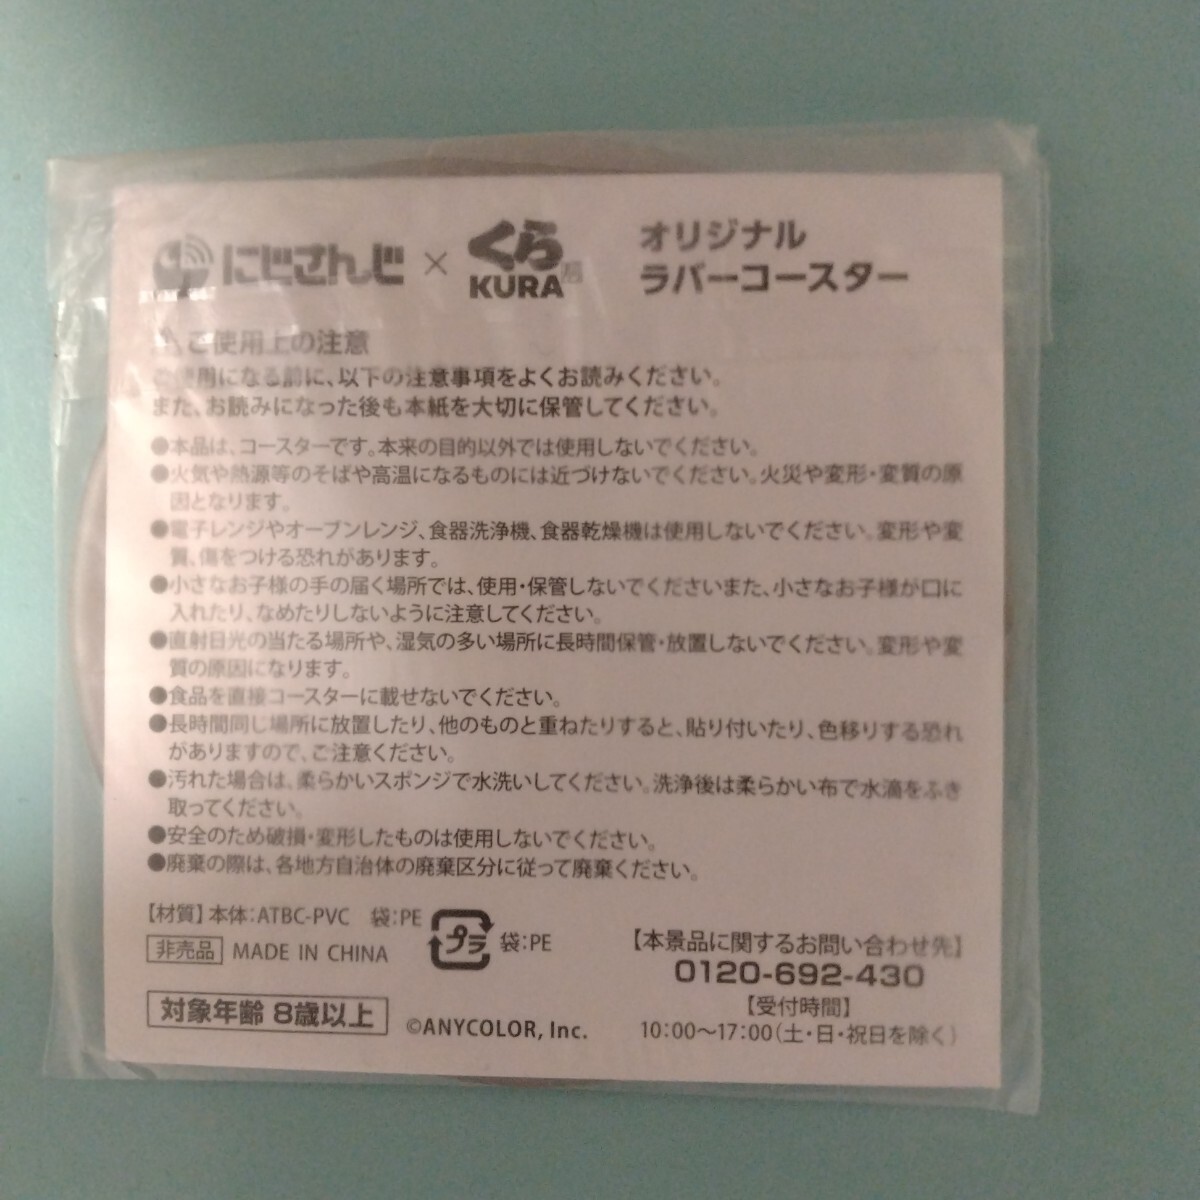 にじさんじ × くら KURA オリジナル
ラバーコースター
ご使用上の注意
ご使用になる前に、以下の注意事項をよくお読みください。
また、お読みになった後も本紙を大切に保管してください。
●本品は、コースターです。本来の目的以外では使用しないでください。
●火気や熱源等のそばや高温になるものには近づけないでください。火災や変形・変質の原
因となります。
●電子レンジやオーブンレンジ、食器洗浄機、食器乾燥機は使用しないでください。変形や変
質、傷をつける恐れがあります。
●小さなお子様の手の届く場所では、使用・保管しないでくださいまた、小さなお子様が口に
入れたり、なめたりしないように注意してください。
●直射日光の当たる場所や、湿気の多い場所に長時間保管・放置しないでください。変形や変
質の原因になります。
●食品を直接コースターに載せないでください。
●長時間同じ場所に放置したり、他のものと重ねたりすると、貼り付いたり、色移りする恐れ
がありますので、ご注意ください。
●汚れた場合は、柔らかいスポンジで水洗いしてください。洗浄後は柔らかい布で水滴をふき
取ってください。
●安全のため破損・変形したものは使用しないでください。
●廃棄の際は、各地方自治体の廃棄区分に従って廃棄ください。
【材質】本体：ATBC-PVC 袋：PE
プラ 袋：PE
非売品 MADE IN CHINA
対象年齢 8歳以上
©ANYCOLOR, Inc.
【本景品に関するお問い合わせ先】
0120-692-430
【受付時間】
10:00〜17:00（土・日・祝日を除く）